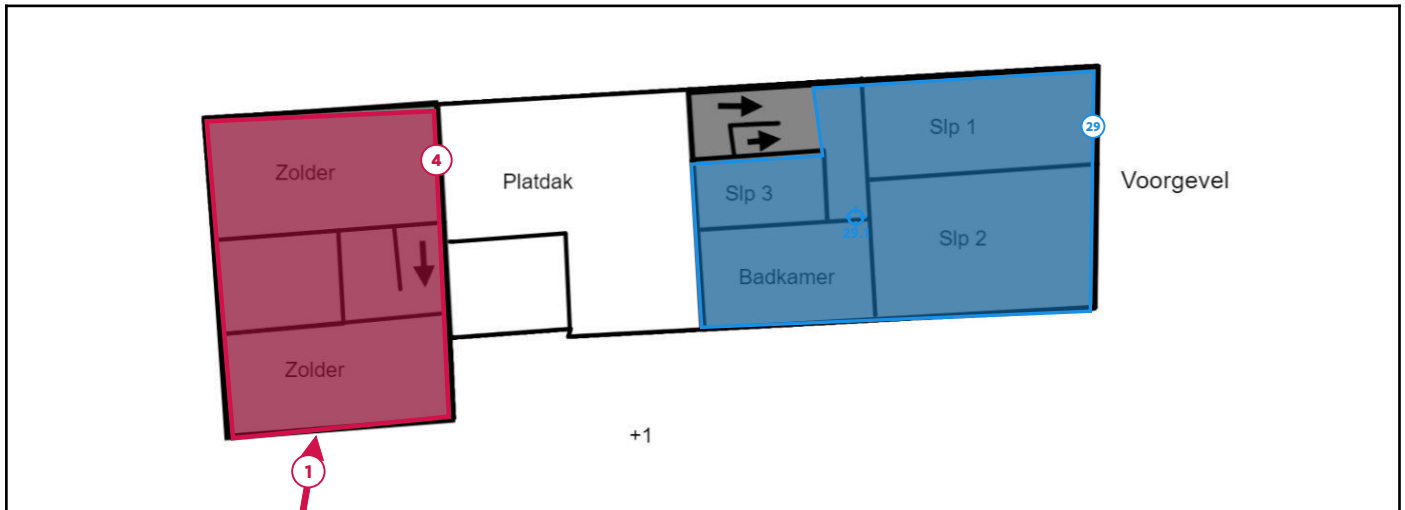 Slp 1
29
4
Zolder
Platdak
Voorgevel
Slp 3
Slp 2
Badkamer
Zolder
+1
1